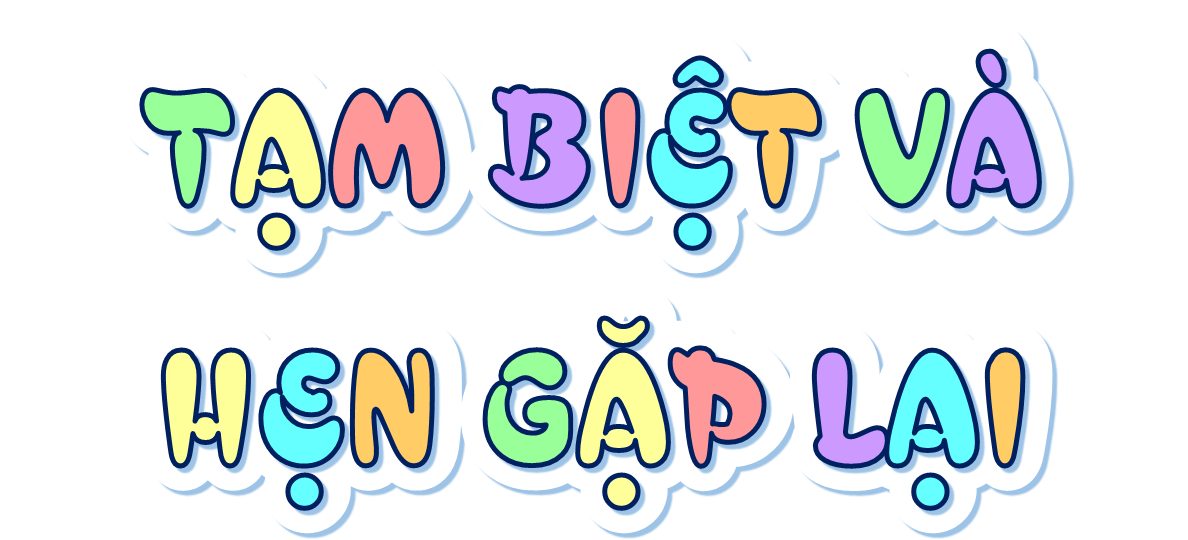 TẠM BIỆT VÀ
HẸN GẶP LẠI